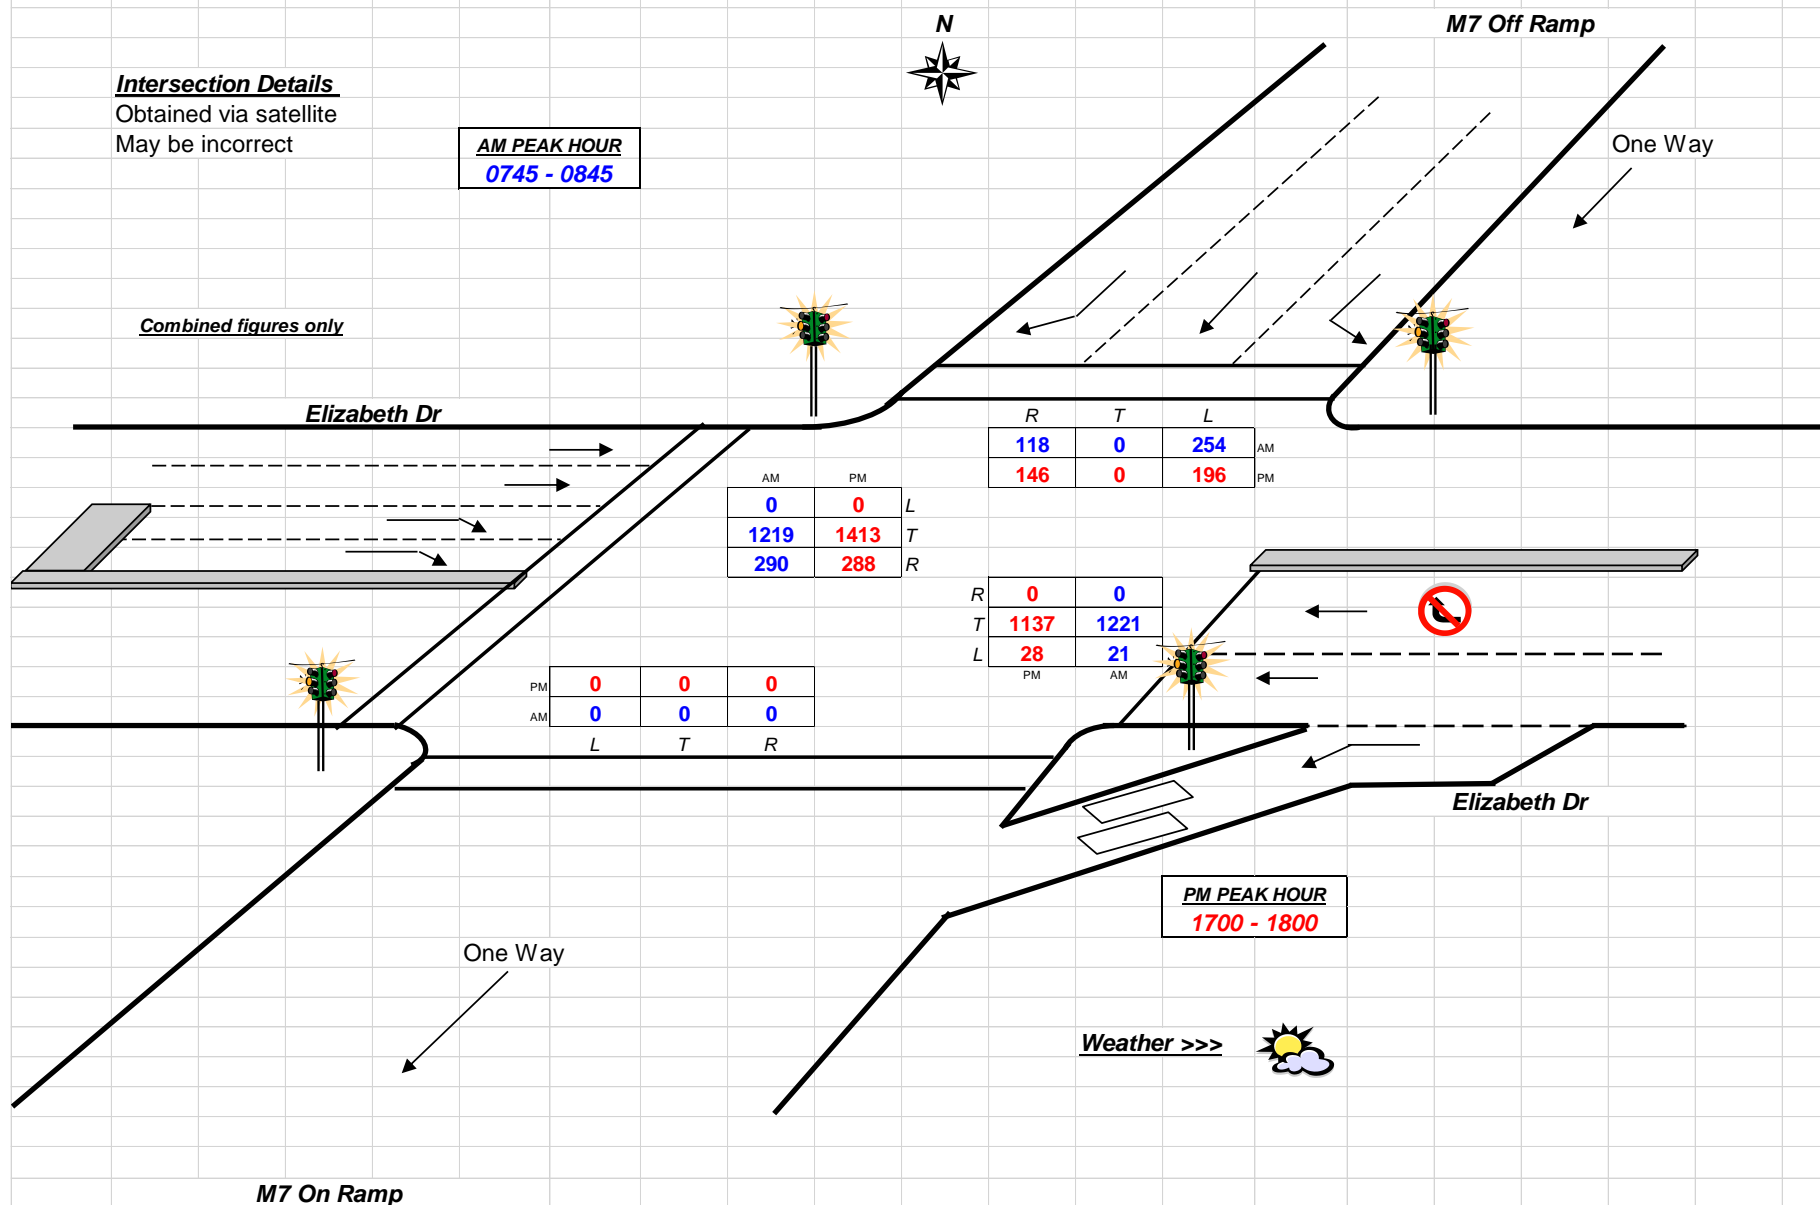 N
M7 Off Ramp
Intersection Details
Obtained via satellite
May be incorrect
AM PEAK HOUR
0745 - 0845
One Way
Combined figures only
Elizabeth Dr
R T L
118 0 254 AM
146 0 196 PM
AM PM
0 0 L
1219 1413 T
290 288 R
R 0 0
T 1137 1221
L 28 21
PM AM
PM 0 0 0
AM 0 0 0
L T R
Elizabeth Dr
PM PEAK HOUR
1700 - 1800
One Way
Weather >>>
M7 On Ramp